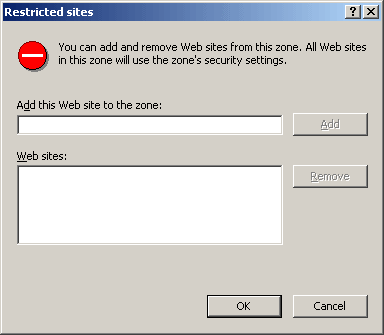 Restricted sites
You can add and remove Web sites from this zone. All Web sites
in this zone will use the zone's security settings.
Add this Web site to the zone:
Add
Web sites:
Remove
OK
Cancel